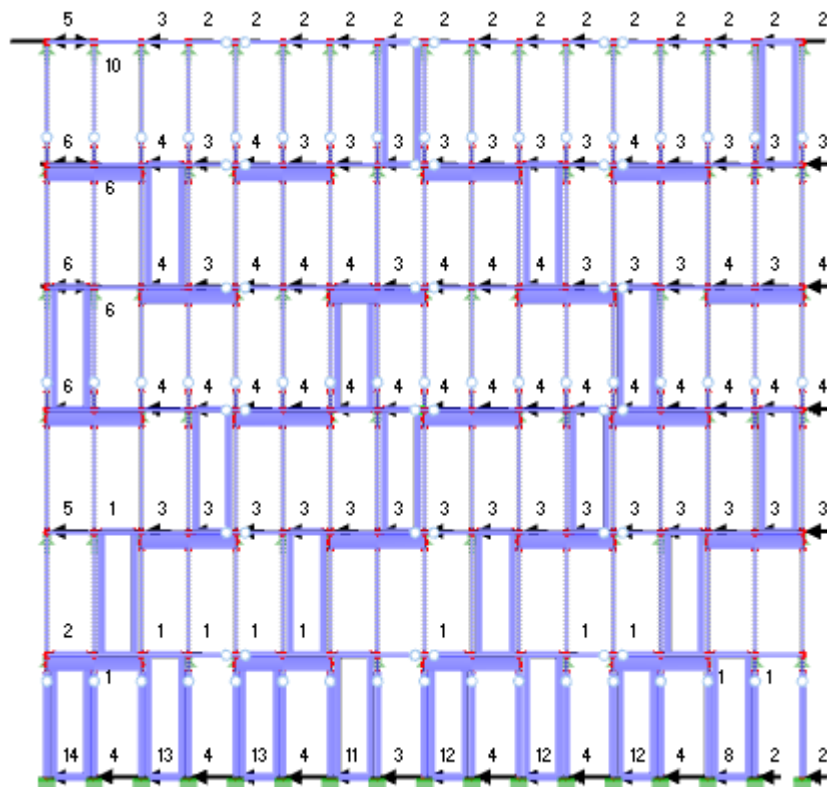 5 3 2 2 2 2 2 2 2 2 2 2 2 2 2 2
10
6 4 3 4 3 3 3 3 3 3 3 4 3 3 3 3
6
6 4 3 4 4 4 3 4 4 4 3 3 3 4 3 4
6
6 4 4 4 4 4 4 4 4 4 4 4 4 4 4 4
5 1 3 3 3 3 3 3 3 3 3 3 3 3 3 3 3
2 1 1 1 1 1 1 1
1 1 1
14 4 13 4 13 4 11 3 12 4 12 4 12 4 8 2 2